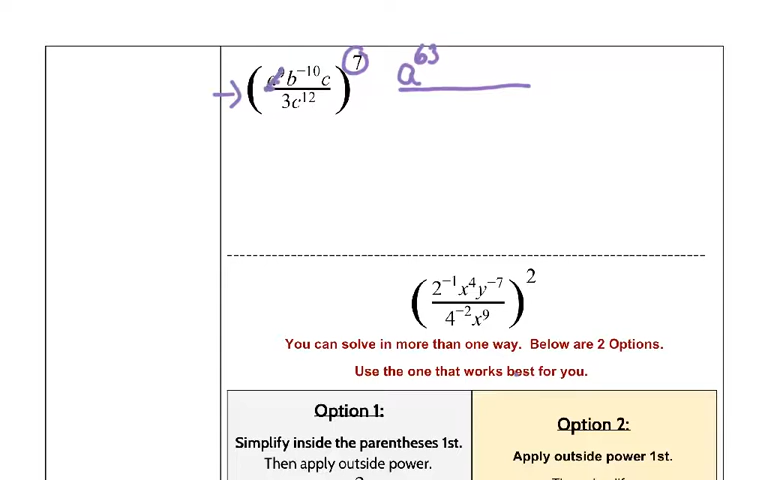 ( b⁻¹⁰c / 3c¹² )⁷ a⁶³
( 2⁻¹x⁴y⁻⁷ / 4⁻²x⁹ )²
You can solve in more than one way. Below are 2 Options.
Use the one that works best for you.
Option 1:
Simplify inside the parentheses 1st.
Then apply outside power.
Option 2:
Apply outside power 1st.